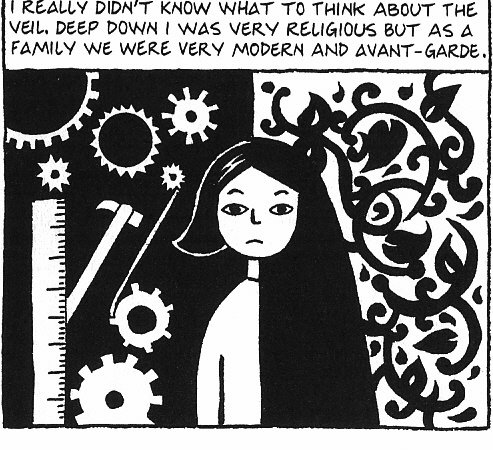 I REALLY DIDN'T KNOW WHAT TO THINK ABOUT THE
VEIL. DEEP DOWN I WAS VERY RELIGIOUS BUT AS A
FAMILY WE WERE VERY MODERN AND AVANT-GARDE.